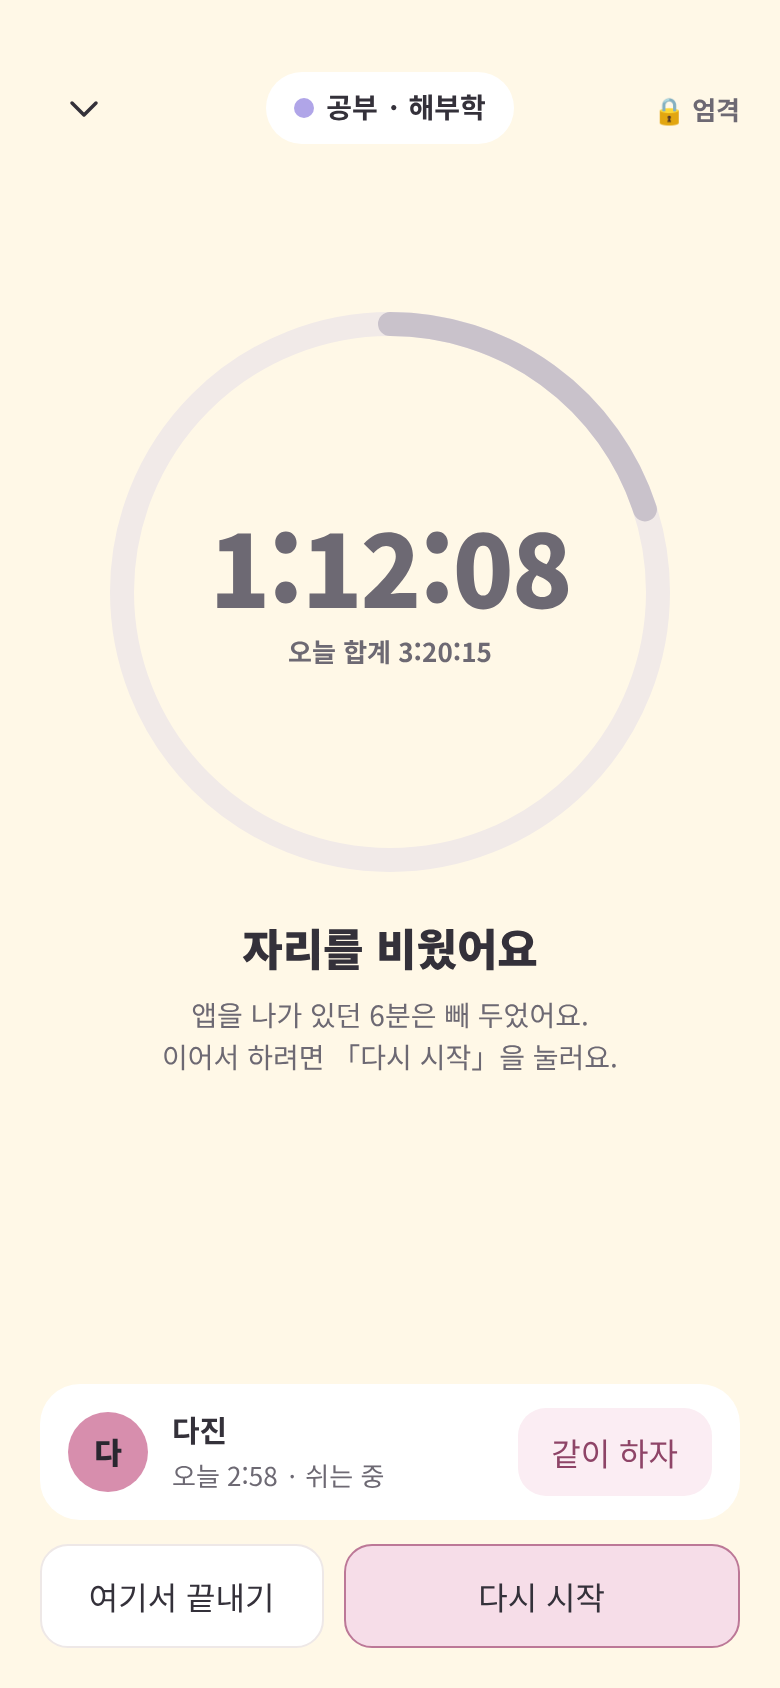 공부 · 해부학
🔒 엄격
1:12:08
오늘 합계 3:20:15
자리를 비웠어요
앱을 나가 있던 6분은 빼 두었어요.
이어서 하려면 「다시 시작」을 눌러요.
다
다진
오늘 2:58 · 쉬는 중
같이 하자
여기서 끝내기
다시 시작